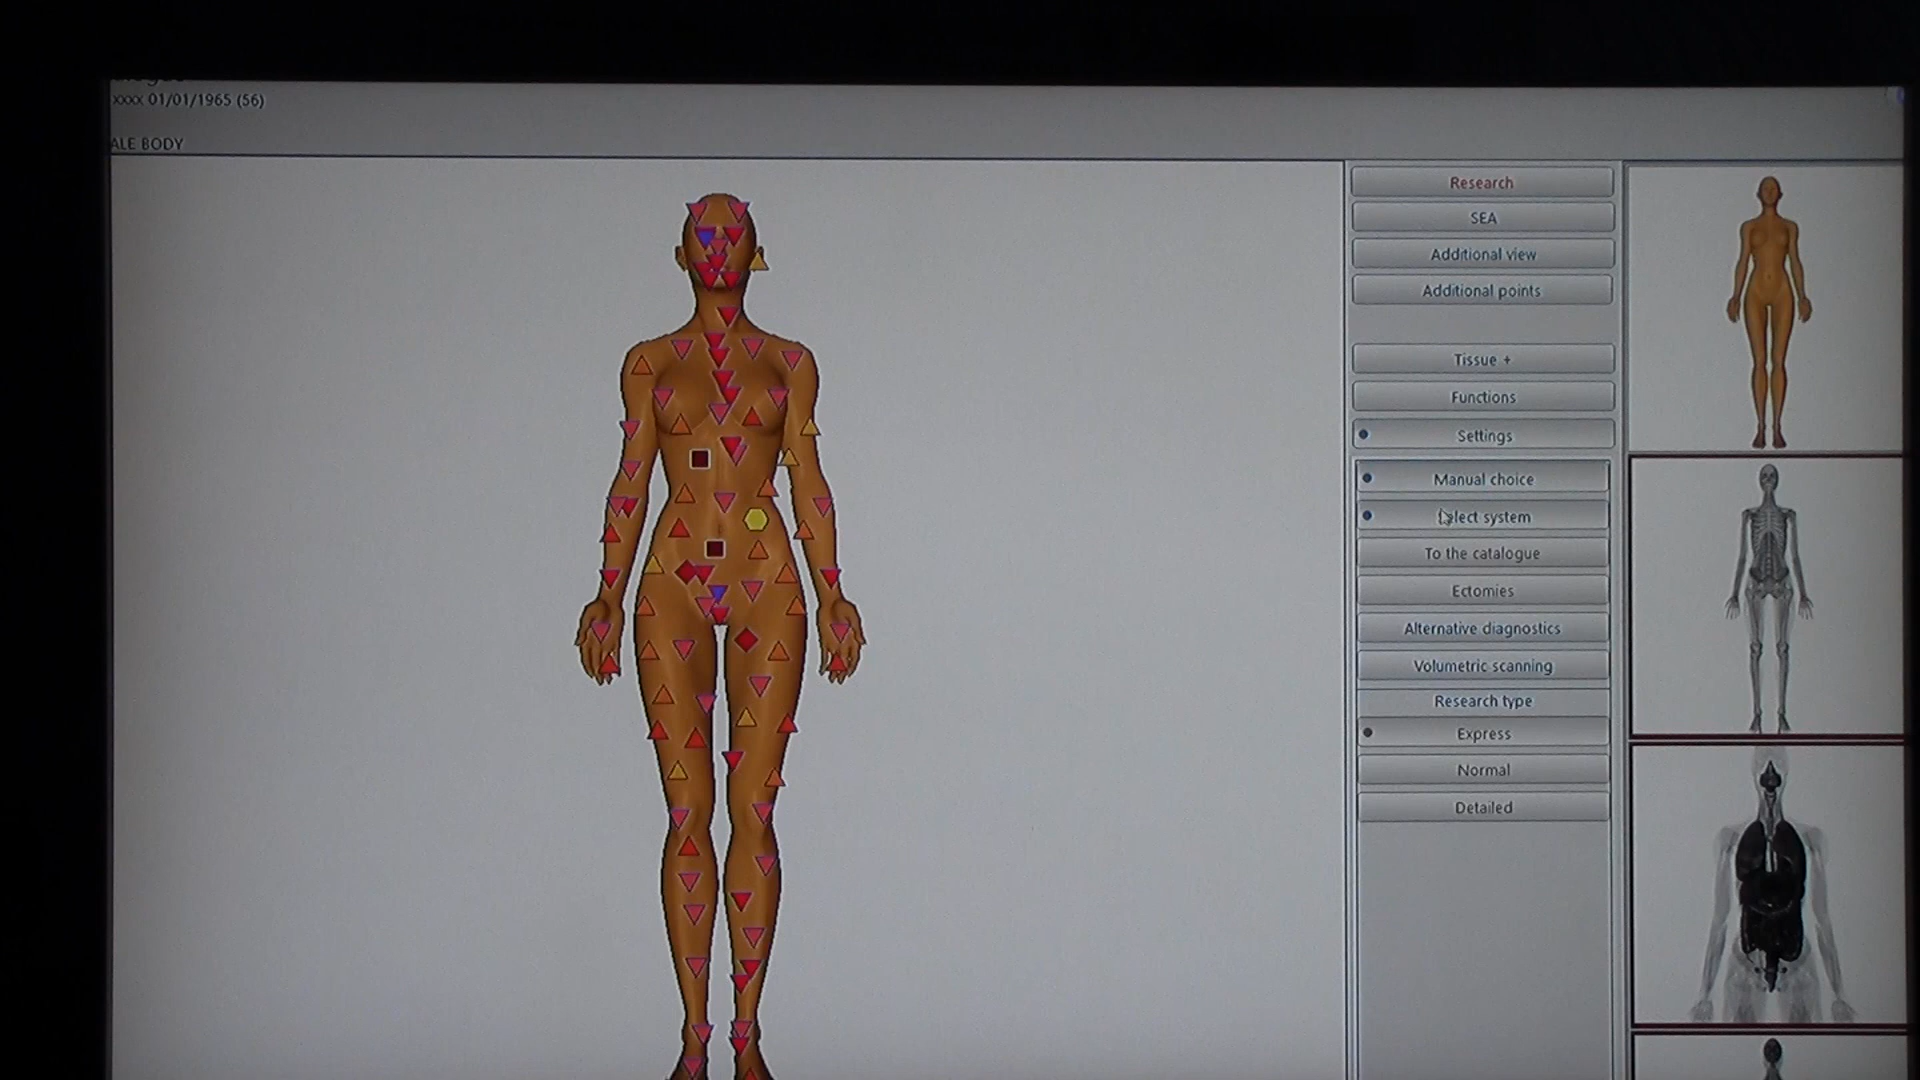 xxxx 01/01/1965 (56)
ALE BODY
Research
SEA
Additional view
Additional points
Tissue +
Functions
Settings
Manual choice
elect system
To the catalogue
Ectomies
Alternative diagnostics
Volumetric scanning
Research type
Express
Normal
Detailed